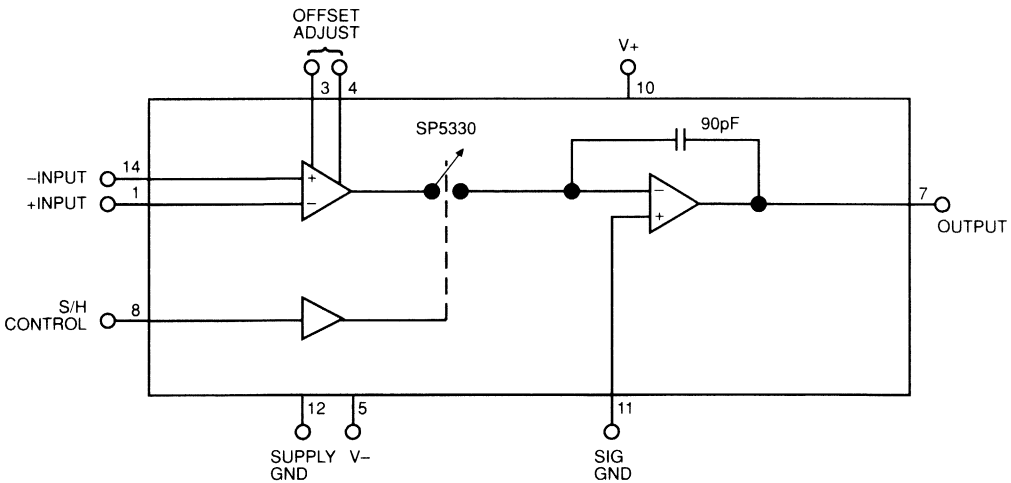 OFFSET
ADJUST
3 4
V+
10
SP5330
90pF
–INPUT
14
+INPUT
1
+
–
–
+
7
OUTPUT
S/H
CONTROL
8
12
5
11
SUPPLY
GND
V–
SIG
GND